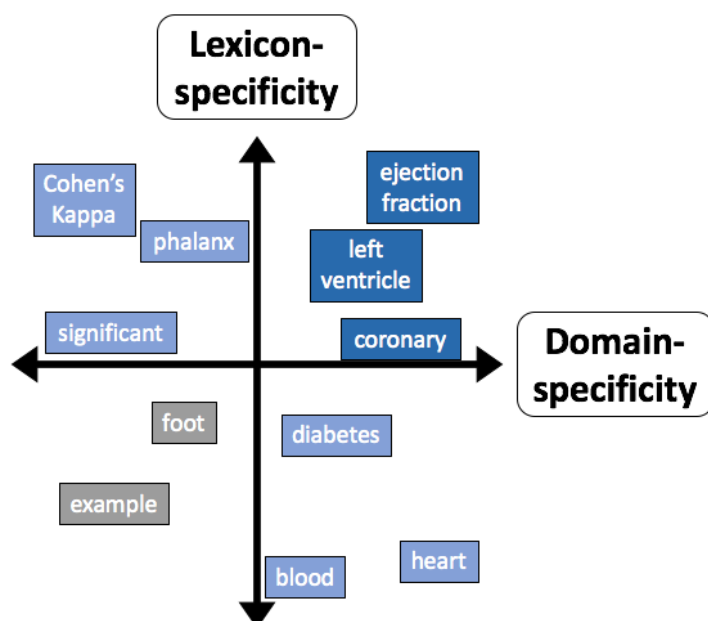 Lexicon-
specificity
Cohen's
Kappa
ejection
fraction
phalanx
left
ventricle
significant
coronary
Domain-
specificity
foot
diabetes
example
heart
blood